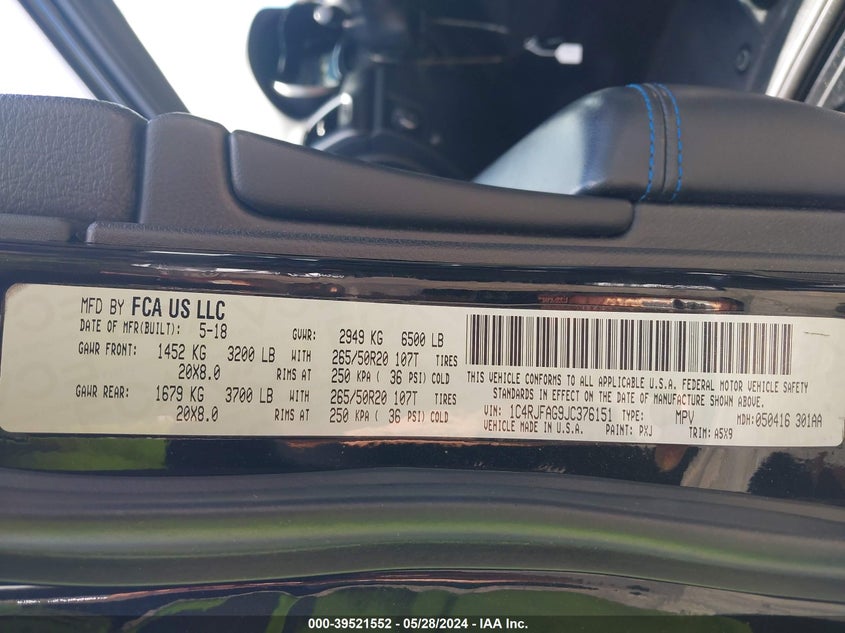 MFD BY FCA US LLC
DATE OF MFR(BUILT): 5-18 GVWR: 2949 KG 6500 LB
GAWR FRONT: 1452 KG 3200 LB WITH 265/50R20 107T TIRES
20X8.0 RIMS AT 250 KPA ( 36 PSI) COLD
GAWR REAR: 1679 KG 3700 LB WITH 265/50R20 107T TIRES
20X8.0 RIMS AT 250 KPA ( 36 PSI) COLD
THIS VEHICLE CONFORMS TO ALL APPLICABLE U.S.A. FEDERAL MOTOR VEHICLE SAFETY
STANDARDS IN EFFECT ON THE DATE OF MANUFACTURE SHOWN ABOVE.
VIN: 1C4RJFAG9JC376151 TYPE: MPV MDH: 050416 301AA
VEHICLE MADE IN U.S.A. PAINT: PXJ TRIM: A5X9
000-39521552 - 05/28/2024 - IAA Inc.